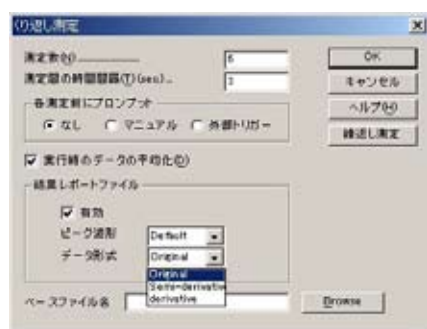 くり返し測定
測定数(N)
6
OK
測定間の時間間隔(T)(sec)
キャンセル
各測定前にプロンプト
なし
マニュアル
外部トリガー
ヘルプ(H)
繰返し測定
実行時のデータの平均化(D)
結果レポートファイル
有効
ピーク波形
Default
データ形式
Original
Original
Semi-derivative
derivative
ベースファイル名
Browse